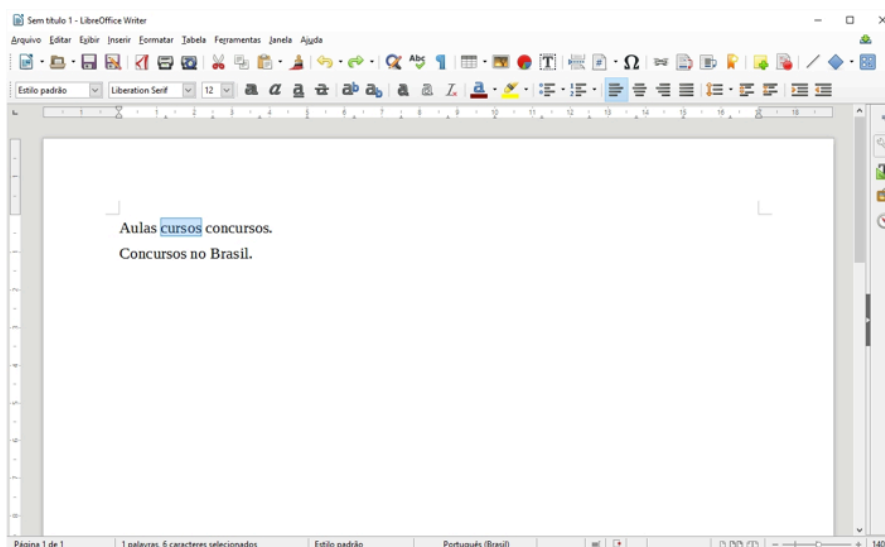 Sem título 1 - LibreOffice Writer
Arquivo Editar Exibir Inserir Formatar Tabela Ferramentas Janela Ajuda
Estilo padrão Liberation Serif 12
Aulas cursos concursos.
Concursos no Brasil.
Página 1 de 1 1 palavras, 6 caracteres selecionados Estilo padrão Português (Brasil) 140